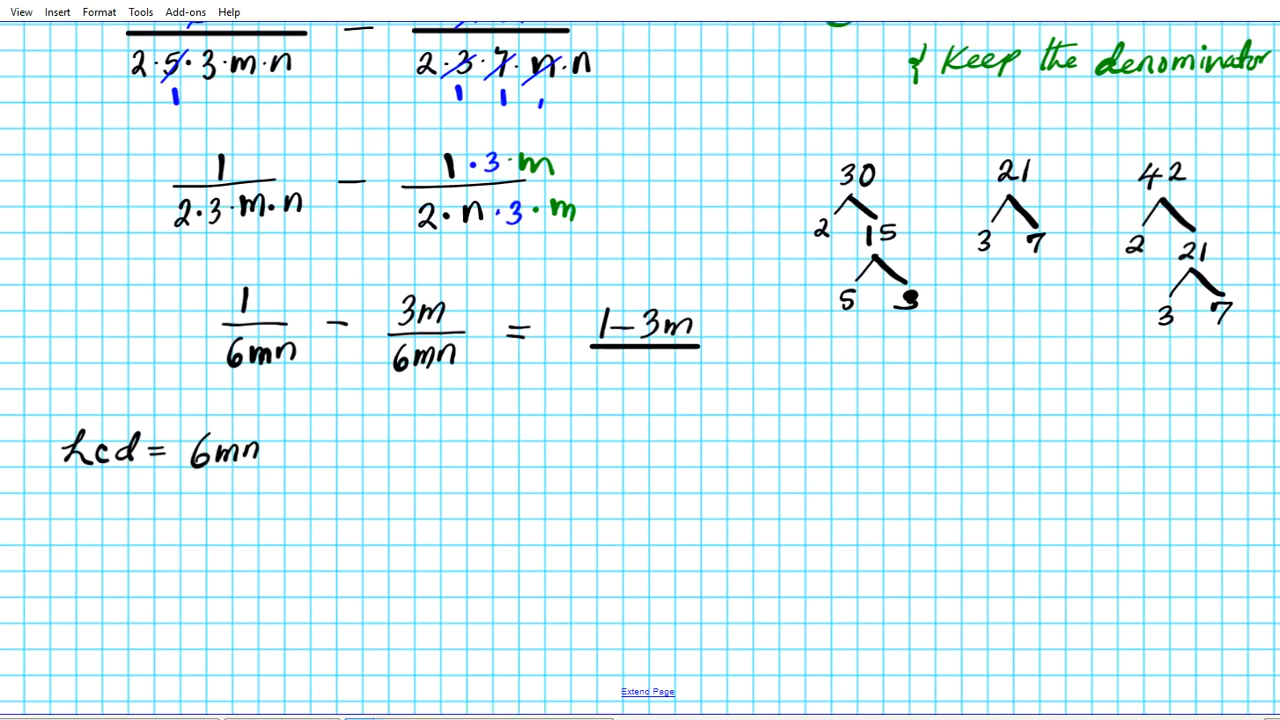 View Insert Format Tools Add-ons Help
2·5·3·m·n − 2·3·7·n·n
1 1 1 1
& Keep the denominator
1 − 1·3·m
2·3·m·n 2·n·3·m
30 21 42
2 15 3 7 2 21
5 3 3 7
1 − 3m = 1−3m
6mn 6mn
Lcd = 6mn
Extend Page